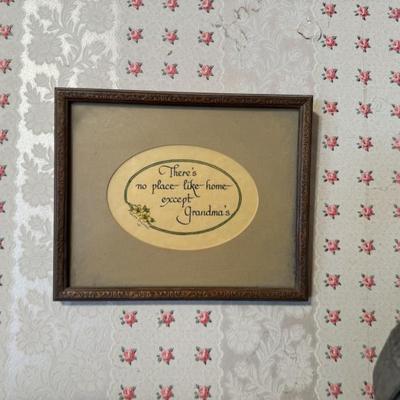 There's
no place like home
except
Grandma's